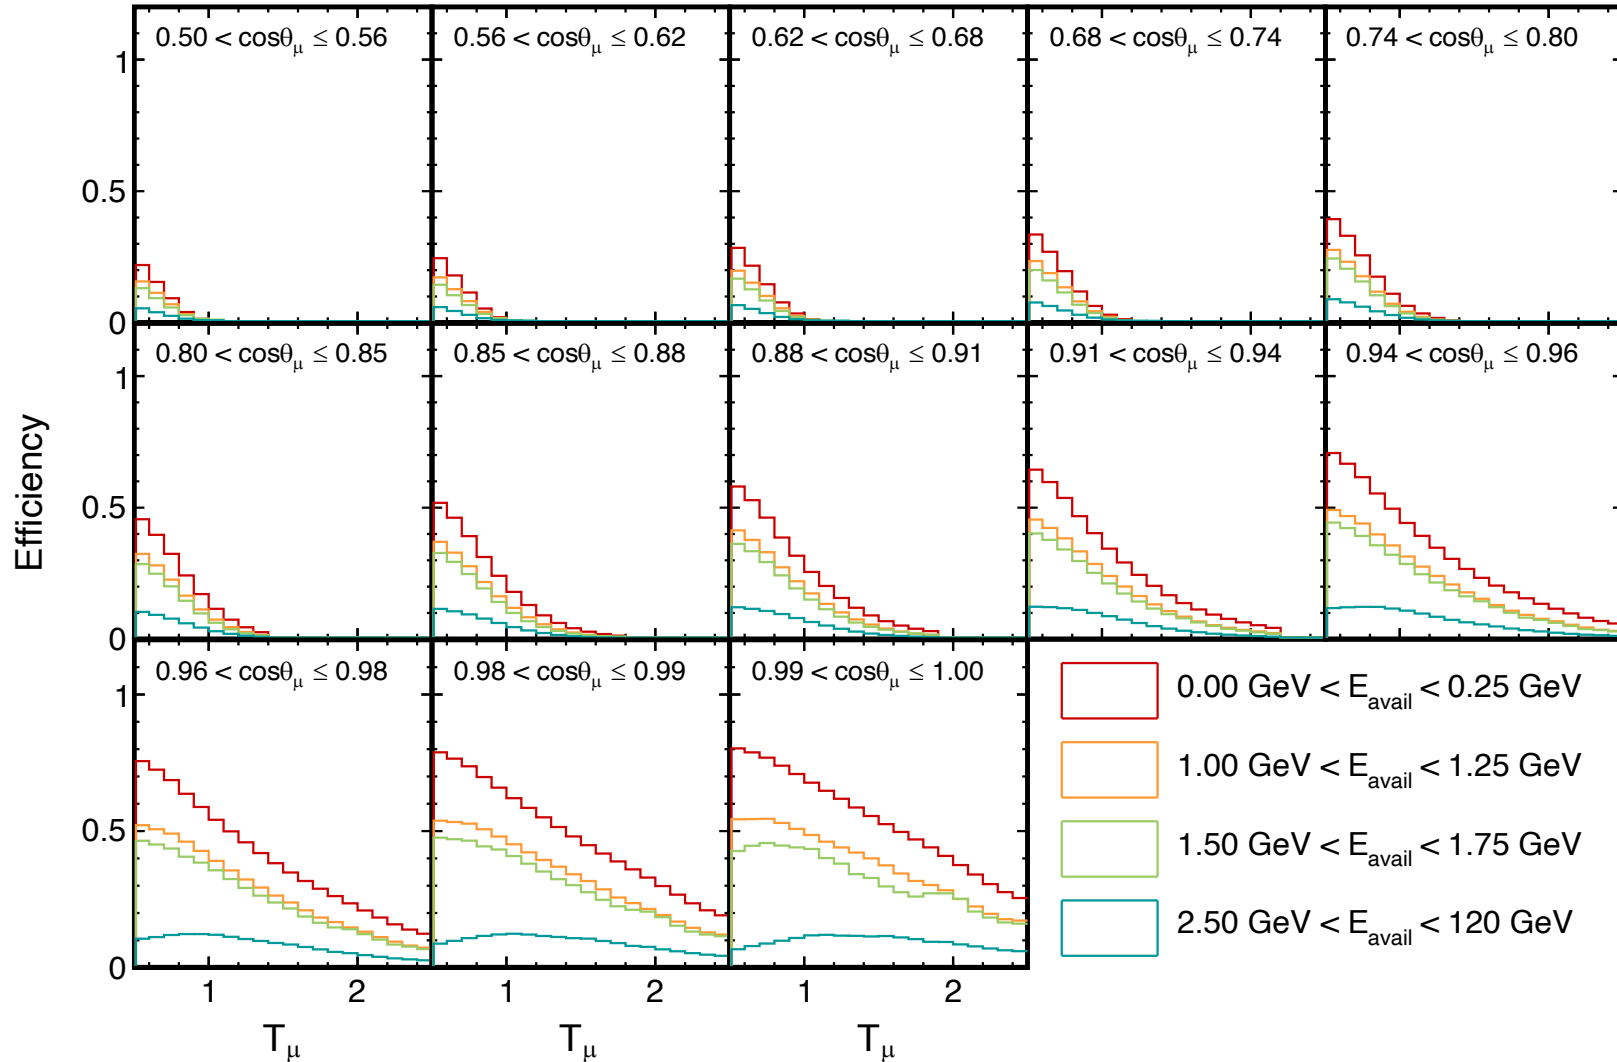 0.50 < cosθμ ≤ 0.56
0.56 < cosθμ ≤ 0.62
0.62 < cosθμ ≤ 0.68
0.68 < cosθμ ≤ 0.74
0.74 < cosθμ ≤ 0.80
1
0.5
0
0.80 < cosθμ ≤ 0.85
0.85 < cosθμ ≤ 0.88
0.88 < cosθμ ≤ 0.91
0.91 < cosθμ ≤ 0.94
0.94 < cosθμ ≤ 0.96
1
0.5
0
Efficiency
0.96 < cosθμ ≤ 0.98
0.98 < cosθμ ≤ 0.99
0.99 < cosθμ ≤ 1.00
1
0.5
0
1 2
1 2
1 2
Tμ
Tμ
Tμ
0.00 GeV < Eavail < 0.25 GeV
1.00 GeV < Eavail < 1.25 GeV
1.50 GeV < Eavail < 1.75 GeV
2.50 GeV < Eavail < 120 GeV